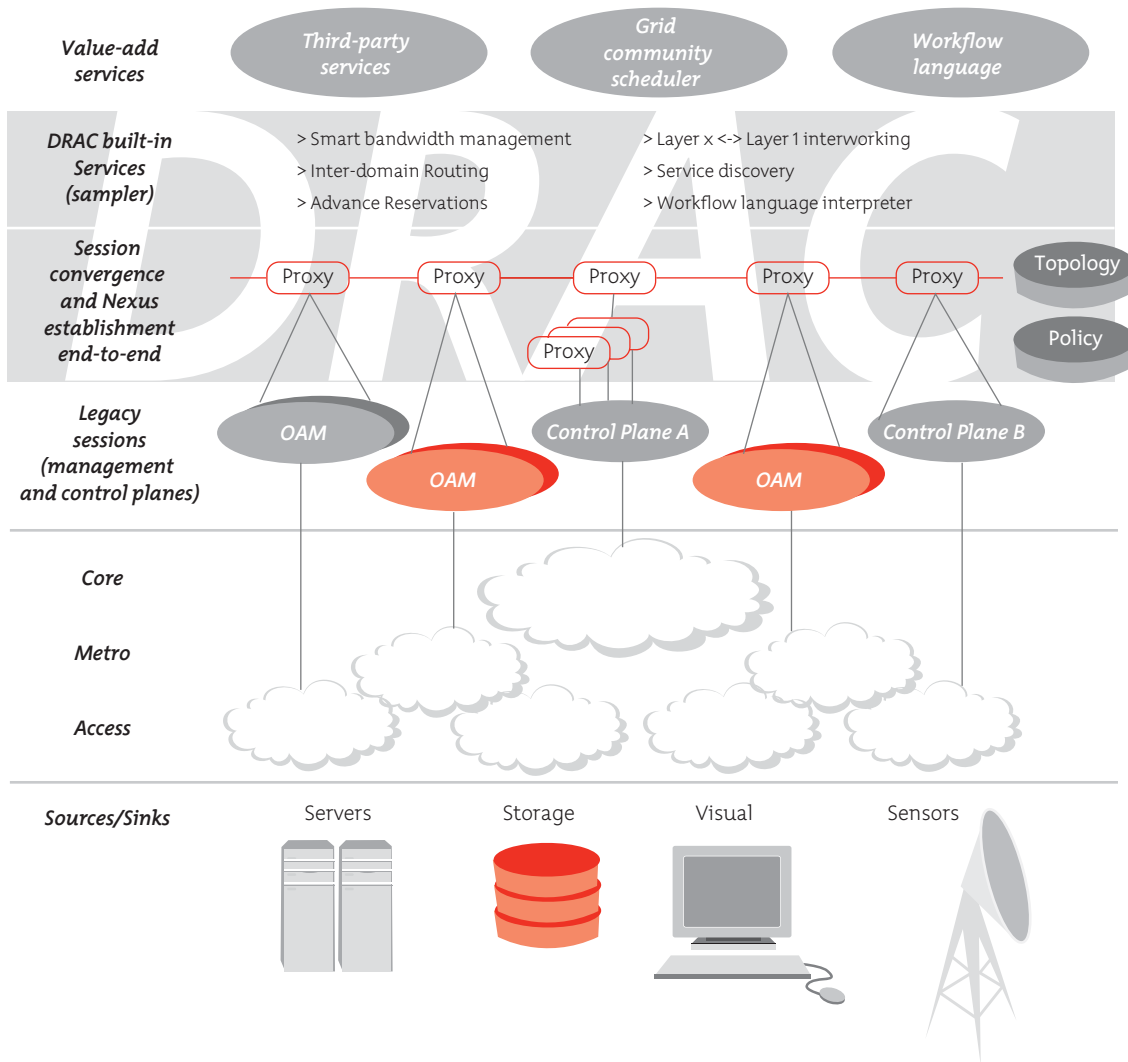 Value-add
services
Third-party
services
Grid
community
scheduler
Workflow
language
DRAC
DRAC built-in
Services
(sampler)
> Smart bandwidth management
> Inter-domain Routing
> Advance Reservations
> Layer x <-> Layer 1 interworking
> Service discovery
> Workflow language interpreter
Session
convergence
and Nexus
establishment
end-to-end
Proxy
Proxy
Proxy
Proxy
Proxy
Proxy
Topology
Policy
Legacy
sessions
(management
and control planes)
OAM
OAM
Control Plane A
OAM
Control Plane B
Core
Metro
Access
Sources/Sinks
Servers
Storage
Visual
Sensors